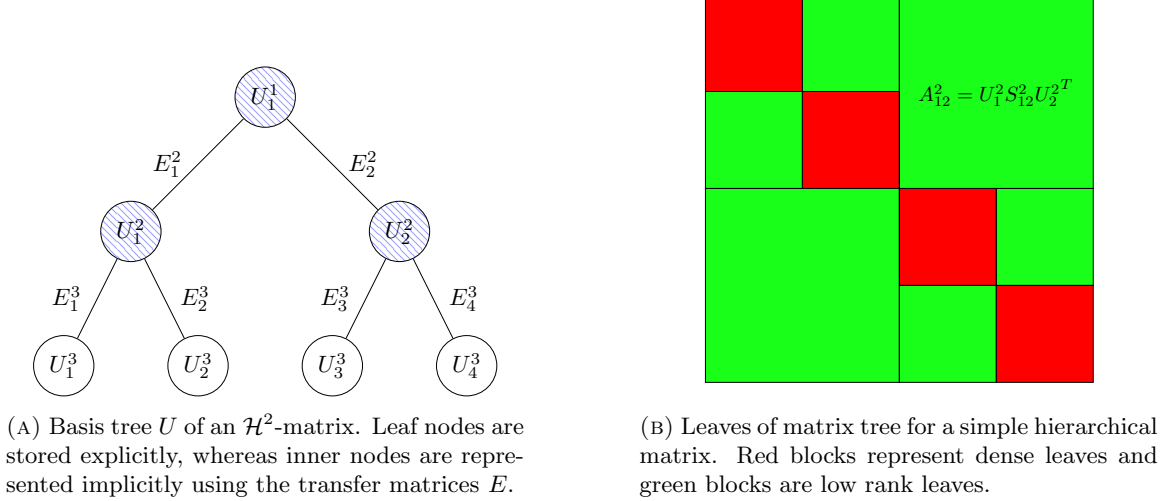 U_1^1
E_1^2 E_2^2
U_1^2 U_2^2
E_1^3 E_2^3 E_3^3 E_4^3
U_1^3 U_2^3 U_3^3 U_4^3
(A) Basis tree U of an ℋ²-matrix. Leaf nodes are
stored explicitly, whereas inner nodes are repre-
sented implicitly using the transfer matrices E.
A_{12}^2 = U_1^2 S_{12}^2 {U_2^2}^T
(B) Leaves of matrix tree for a simple hierarchical
matrix. Red blocks represent dense leaves and
green blocks are low rank leaves.